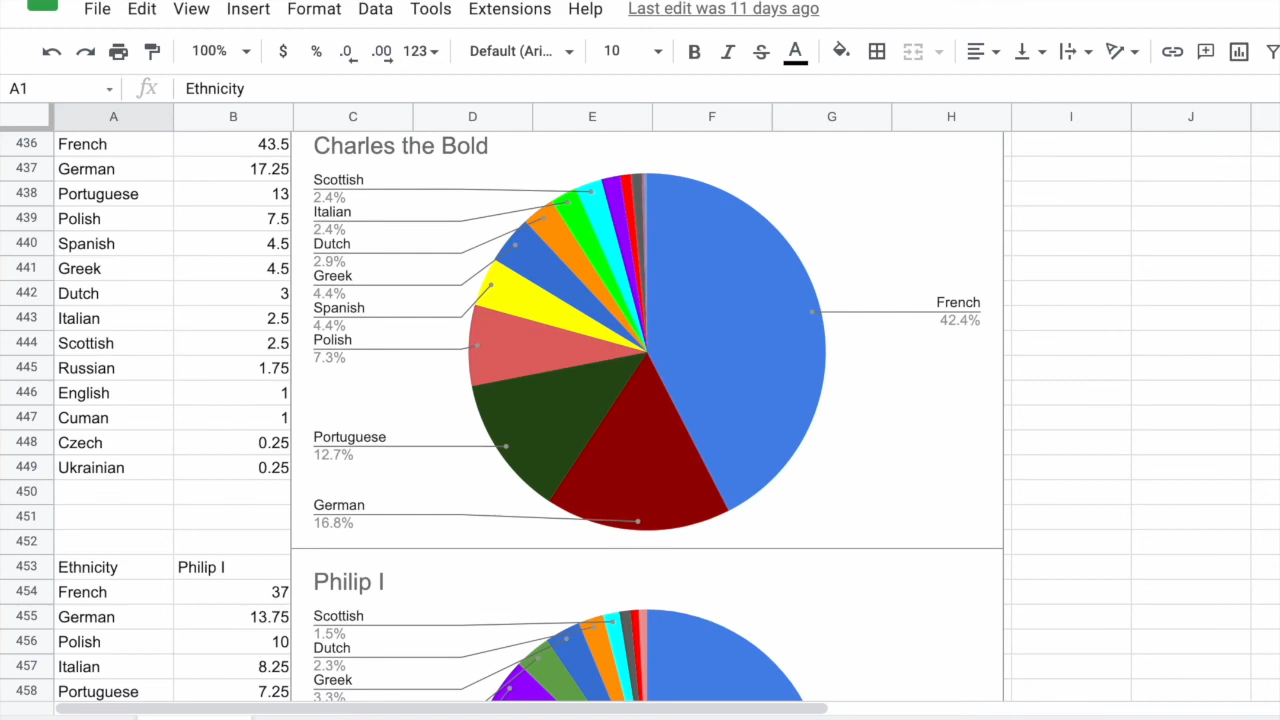 File Edit View Insert Format Data Tools Extensions Help Last edit was 11 days ago
100% $ % .0 .00 123 Default (Ari... 10 B I S A
A1 fx Ethnicity
A B C D E F G H I J
436 French 43.5
437 German 17.25
438 Portuguese 13
439 Polish 7.5
440 Spanish 4.5
441 Greek 4.5
442 Dutch 3
443 Italian 2.5
444 Scottish 2.5
445 Russian 1.75
446 English 1
447 Cuman 1
448 Czech 0.25
449 Ukrainian 0.25
450
451
452
453 Ethnicity Philip I
454 French 37
455 German 13.75
456 Polish 10
457 Italian 8.25
458 Portuguese 7.25
Charles the Bold
Scottish
2.4%
Italian
2.4%
Dutch
2.9%
Greek
4.4%
Spanish
4.4%
Polish
7.3%
Portuguese
12.7%
German
16.8%
French
42.4%
Philip I
Scottish
1.5%
Dutch
2.3%
Greek
3.3%